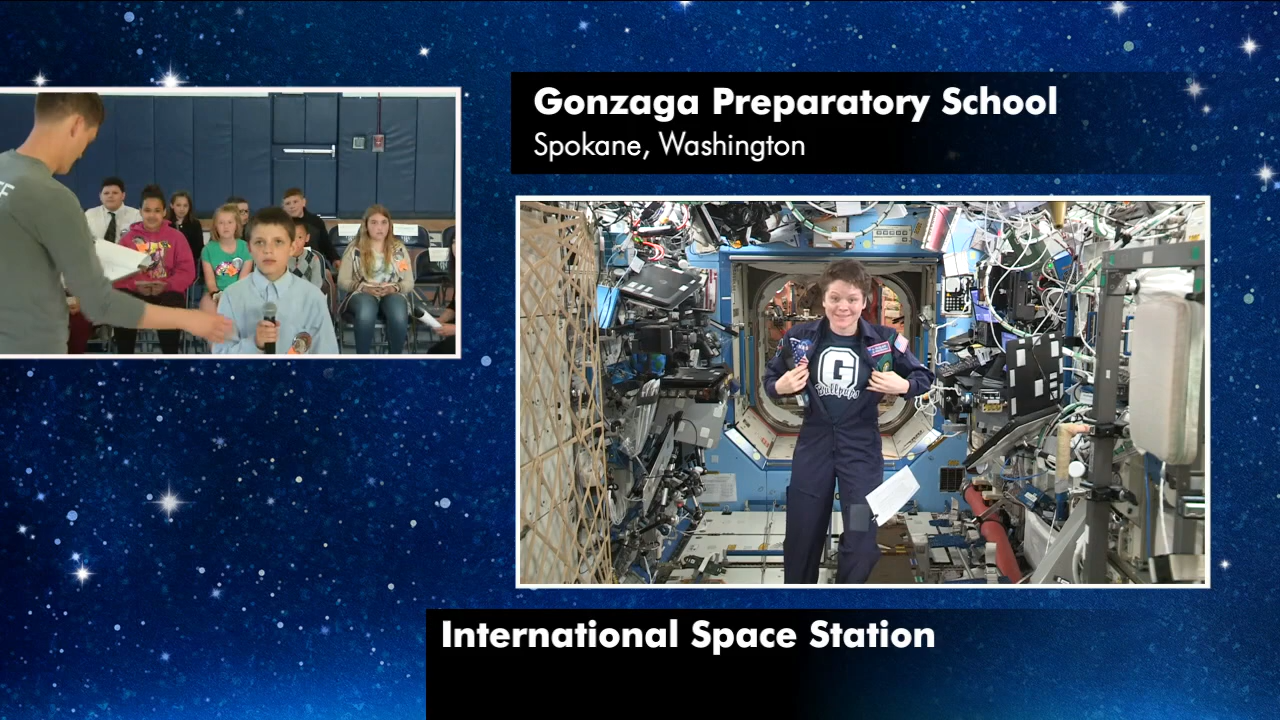 Gonzaga Preparatory School
Spokane, Washington
G
Bullpups
International Space Station